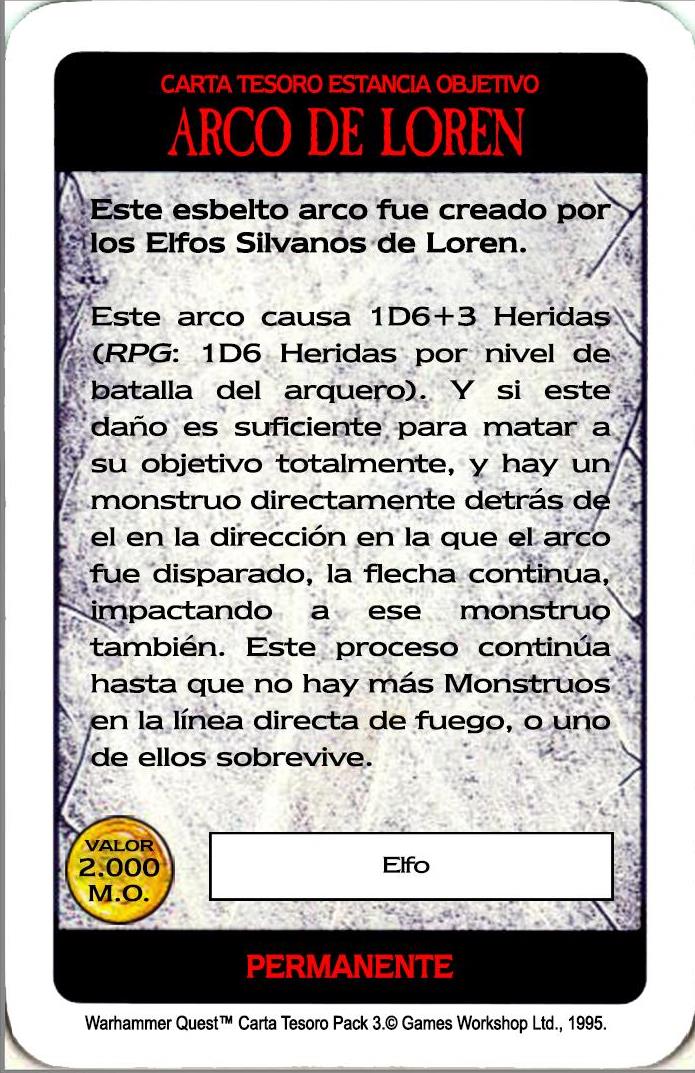 CARTA TESORO ESTANCIA OBJETIVO
ARCO DE LOREN
Este esbelto arco fue creado por
los Elfos Silvanos de Loren.
Este arco causa 1D6+3 Heridas
(RPG: 1D6 Heridas por nivel de
batalla del arquero). Y si este
daño es suficiente para matar a
su objetivo totalmente, y hay un
monstruo directamente detrás de
el en la dirección en la que el arco
fue disparado, la flecha continua,
impactando a ese monstruo
también. Este proceso continúa
hasta que no hay más Monstruos
en la línea directa de fuego, o uno
de ellos sobrevive.
VALOR
2.000
M.O.
Elfo
PERMANENTE
Warhammer Quest™ Carta Tesoro Pack 3.© Games Workshop Ltd., 1995.